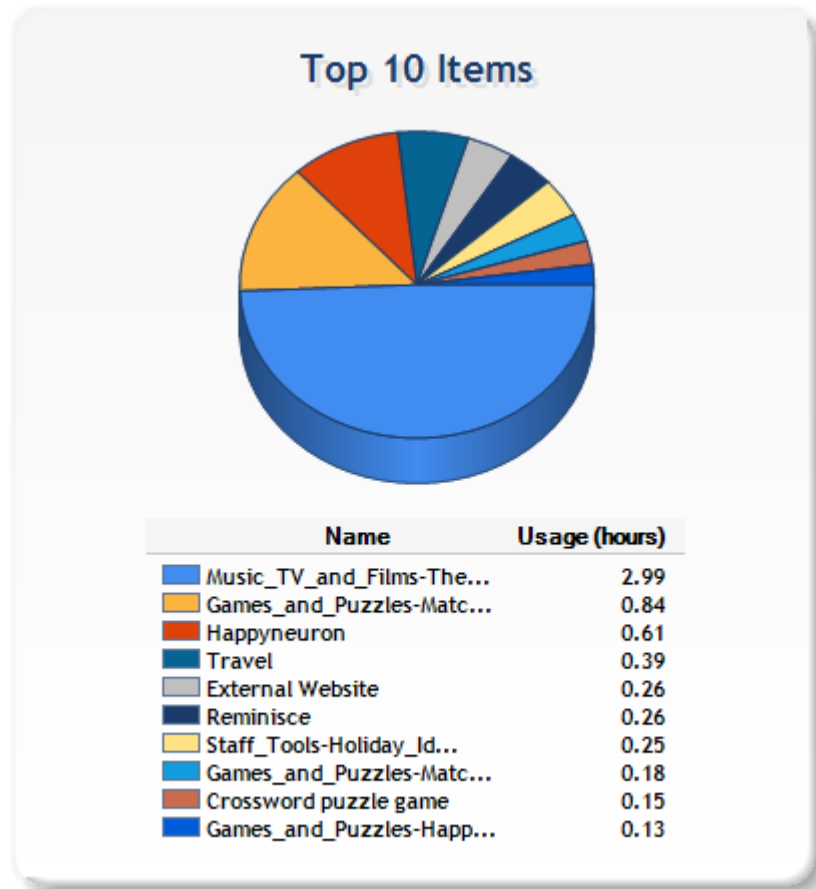 Top 10 Items
Name Usage (hours)
Music_TV_and_Films-The... 2.99
Games_and_Puzzles-Matc... 0.84
Happyneuron 0.61
Travel 0.39
External Website 0.26
Reminisce 0.26
Staff_Tools-Holiday_Id... 0.25
Games_and_Puzzles-Matc... 0.18
Crossword puzzle game 0.15
Games_and_Puzzles-Happ... 0.13